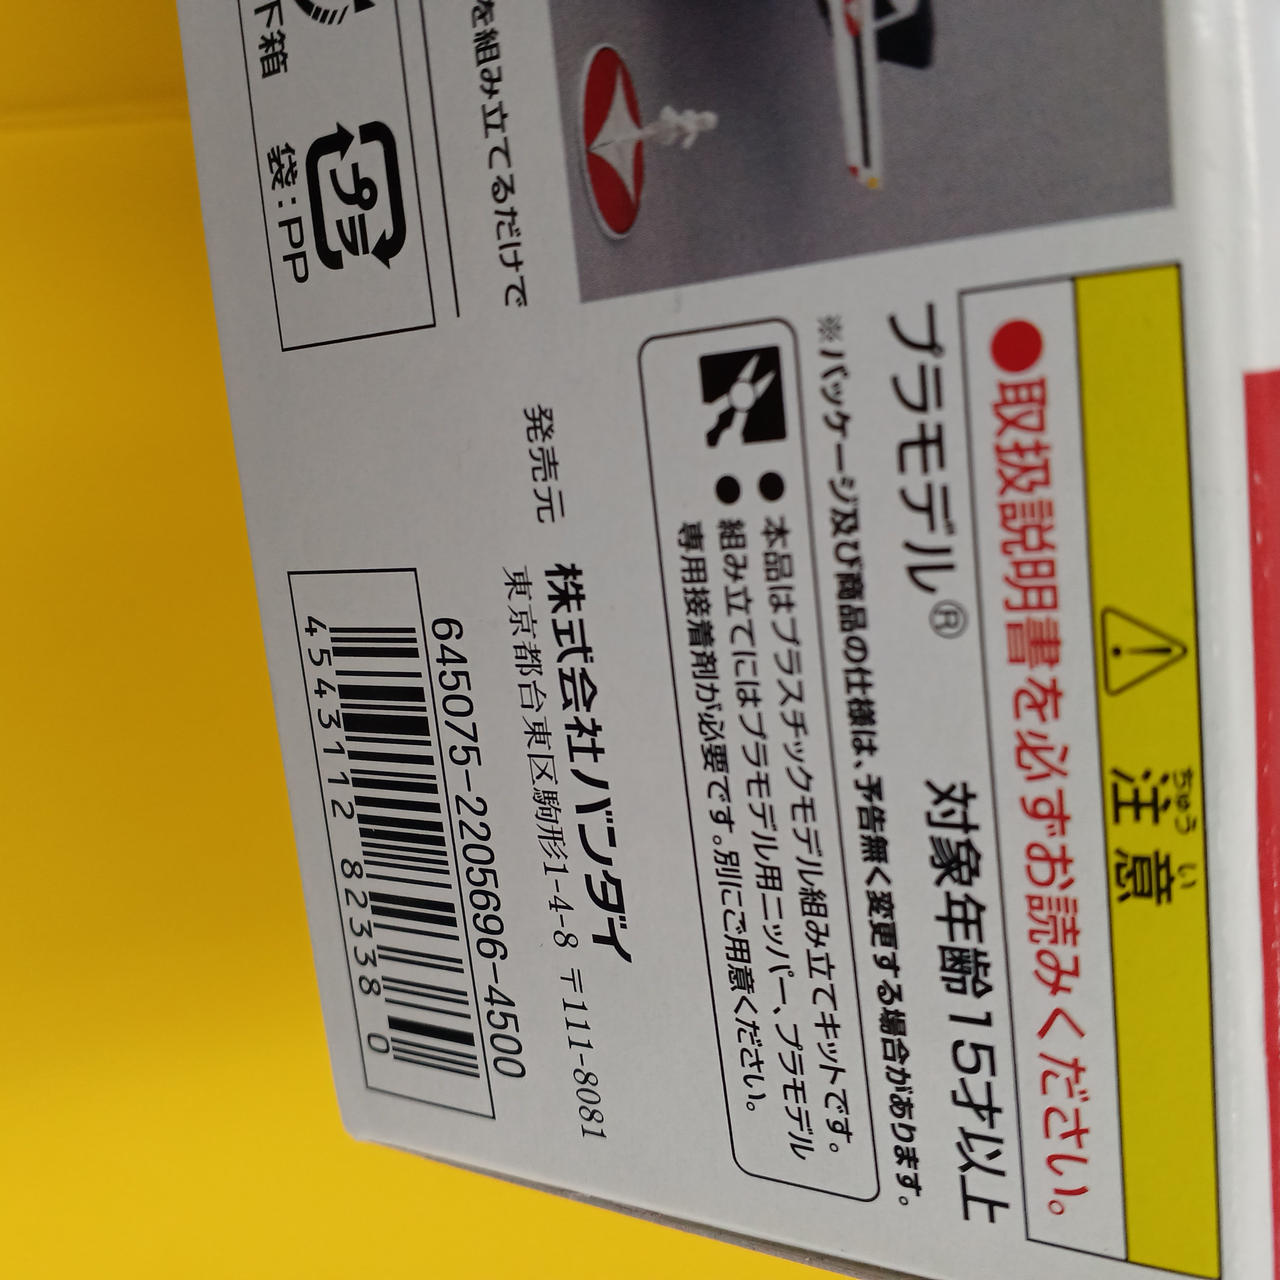 注意
ちゅうい
●取扱説明書を必ずお読みください。
プラモデル® 対象年齢15才以上
※パッケージ及び商品の仕様は、予告無く変更する場合があります。
●本品はプラスチックモデル組み立てキットです。
●組み立てにはプラモデル用ニッパー、プラモデル
専用接着剤が必要です。別にご用意ください。
を組み立てるだけで
プラ
下箱
袋:PP
発売元 株式会社バンダイ
東京都台東区駒形1-4-8 〒111-8081
645075-2205696-4500
4543112 82338 0